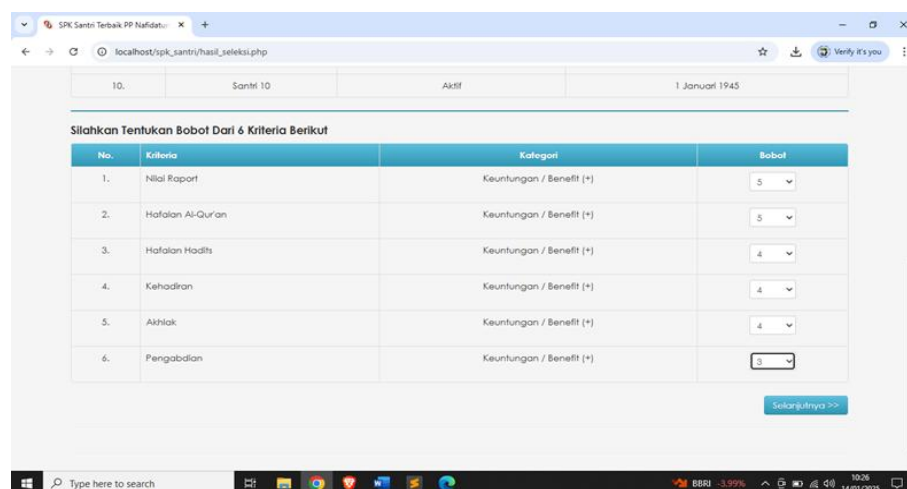 SPK Santri Terbaik PP Nafidatu
localhost/spk_santri/hasil_seleksi.php
Verify it's you
10. Santri 10 Aktif 1 Januari 1945
Silahkan Tentukan Bobot Dari 6 Kriteria Berikut
No. Kriteria Kategori Bobot
1. Nilai Raport Keuntungan / Benefit (+) 5
2. Hafalan Al-Qur'an Keuntungan / Benefit (+) 5
3. Hafalan Hadits Keuntungan / Benefit (+) 4
4. Kehadiran Keuntungan / Benefit (+) 4
5. Akhlak Keuntungan / Benefit (+) 4
6. Pengabdian Keuntungan / Benefit (+) 3
Selanjutnya >>
Type here to search
BBRI -3.99%
10:26
14/01/2025